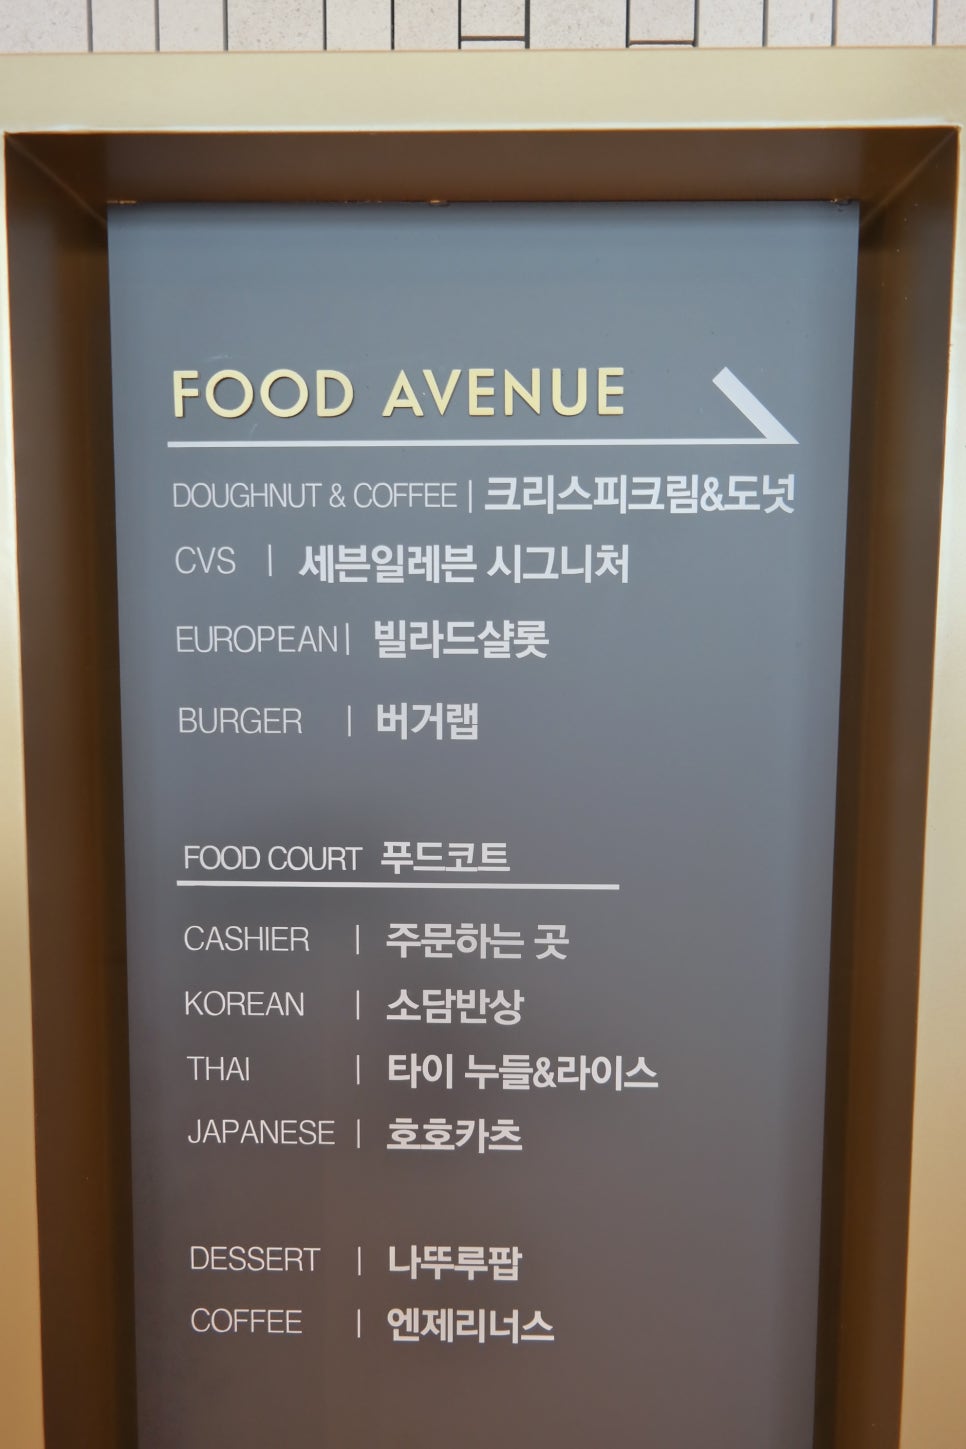 FOOD AVENUE
DOUGHNUT & COFFEE | 크리스피크림&도넛
CVS | 세븐일레븐 시그니처
EUROPEAN | 빌라드샬롯
BURGER | 버거랩
FOOD COURT 푸드코트
CASHIER | 주문하는 곳
KOREAN | 소담반상
THAI | 타이 누들&라이스
JAPANESE | 호호카츠
DESSERT | 나뚜루팝
COFFEE | 엔제리너스